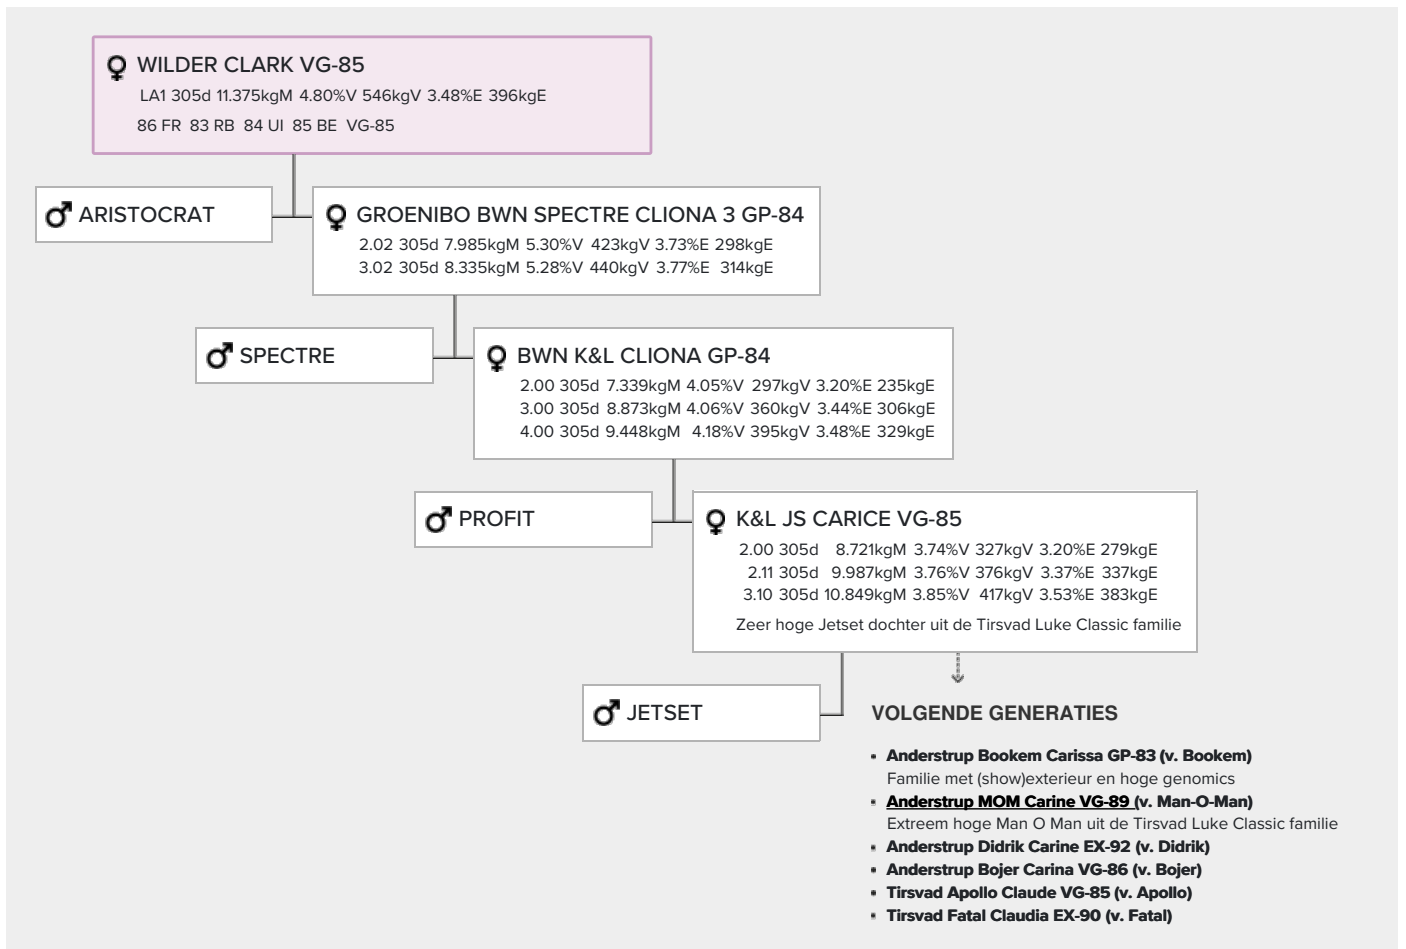 WILDER CLARK VG-85
LA1 305d 11.375kgM 4.80%V 546kgV 3.48%E 396kgE
86 FR 83 RB 84 UI 85 BE VG-85
ARISTOCRAT
GROENIBO BWN SPECTRE CLIONA 3 GP-84
2.02 305d 7.985kgM 5.30%V 423kgV 3.73%E 298kgE
3.02 305d 8.335kgM 5.28%V 440kgV 3.77%E 314kgE
SPECTRE
BWN K&L CLIONA GP-84
2.00 305d 7.339kgM 4.05%V 297kgV 3.20%E 235kgE
3.00 305d 8.873kgM 4.06%V 360kgV 3.44%E 306kgE
4.00 305d 9.448kgM 4.18%V 395kgV 3.48%E 329kgE
PROFIT
K&L JS CARICE VG-85
2.00 305d 8.721kgM 3.74%V 327kgV 3.20%E 279kgE
2.11 305d 9.987kgM 3.76%V 376kgV 3.37%E 337kgE
3.10 305d 10.849kgM 3.85%V 417kgV 3.53%E 383kgE
Zeer hoge Jetset dochter uit de Tirsvad Luke Classic familie
JETSET
VOLGENDE GENERATIES
▪ Anderstrup Bookem Carissa GP-83 (v. Bookem)
Familie met (show)exterieur en hoge genomics
▪ Anderstrup MOM Carine VG-89 (v. Man-O-Man)
Extreem hoge Man O Man uit de Tirsvad Luke Classic familie
▪ Anderstrup Didrik Carine EX-92 (v. Didrik)
▪ Anderstrup Bojer Carina VG-86 (v. Bojer)
▪ Tirsvad Apollo Claude VG-85 (v. Apollo)
▪ Tirsvad Fatal Claudia EX-90 (v. Fatal)